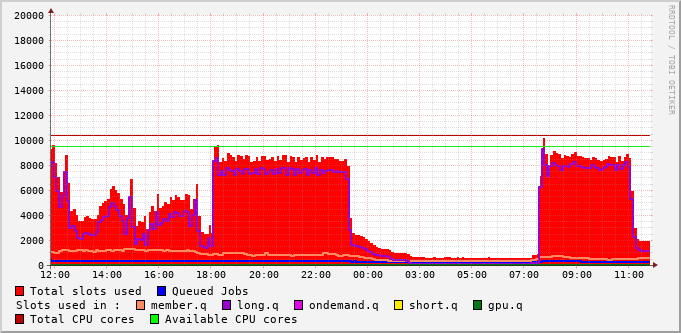 20000
18000
16000
14000
12000
10000
8000
6000
4000
2000
0
12:00 14:00 16:00 18:00 20:00 22:00 00:00 03:00 05:00 07:00 09:00 11:00
RRDTOOL / TOBI OETIKER
Total slots used Queued Jobs
Slots used in : member.q long.q ondemand.q short.q gpu.q
Total CPU cores Available CPU cores